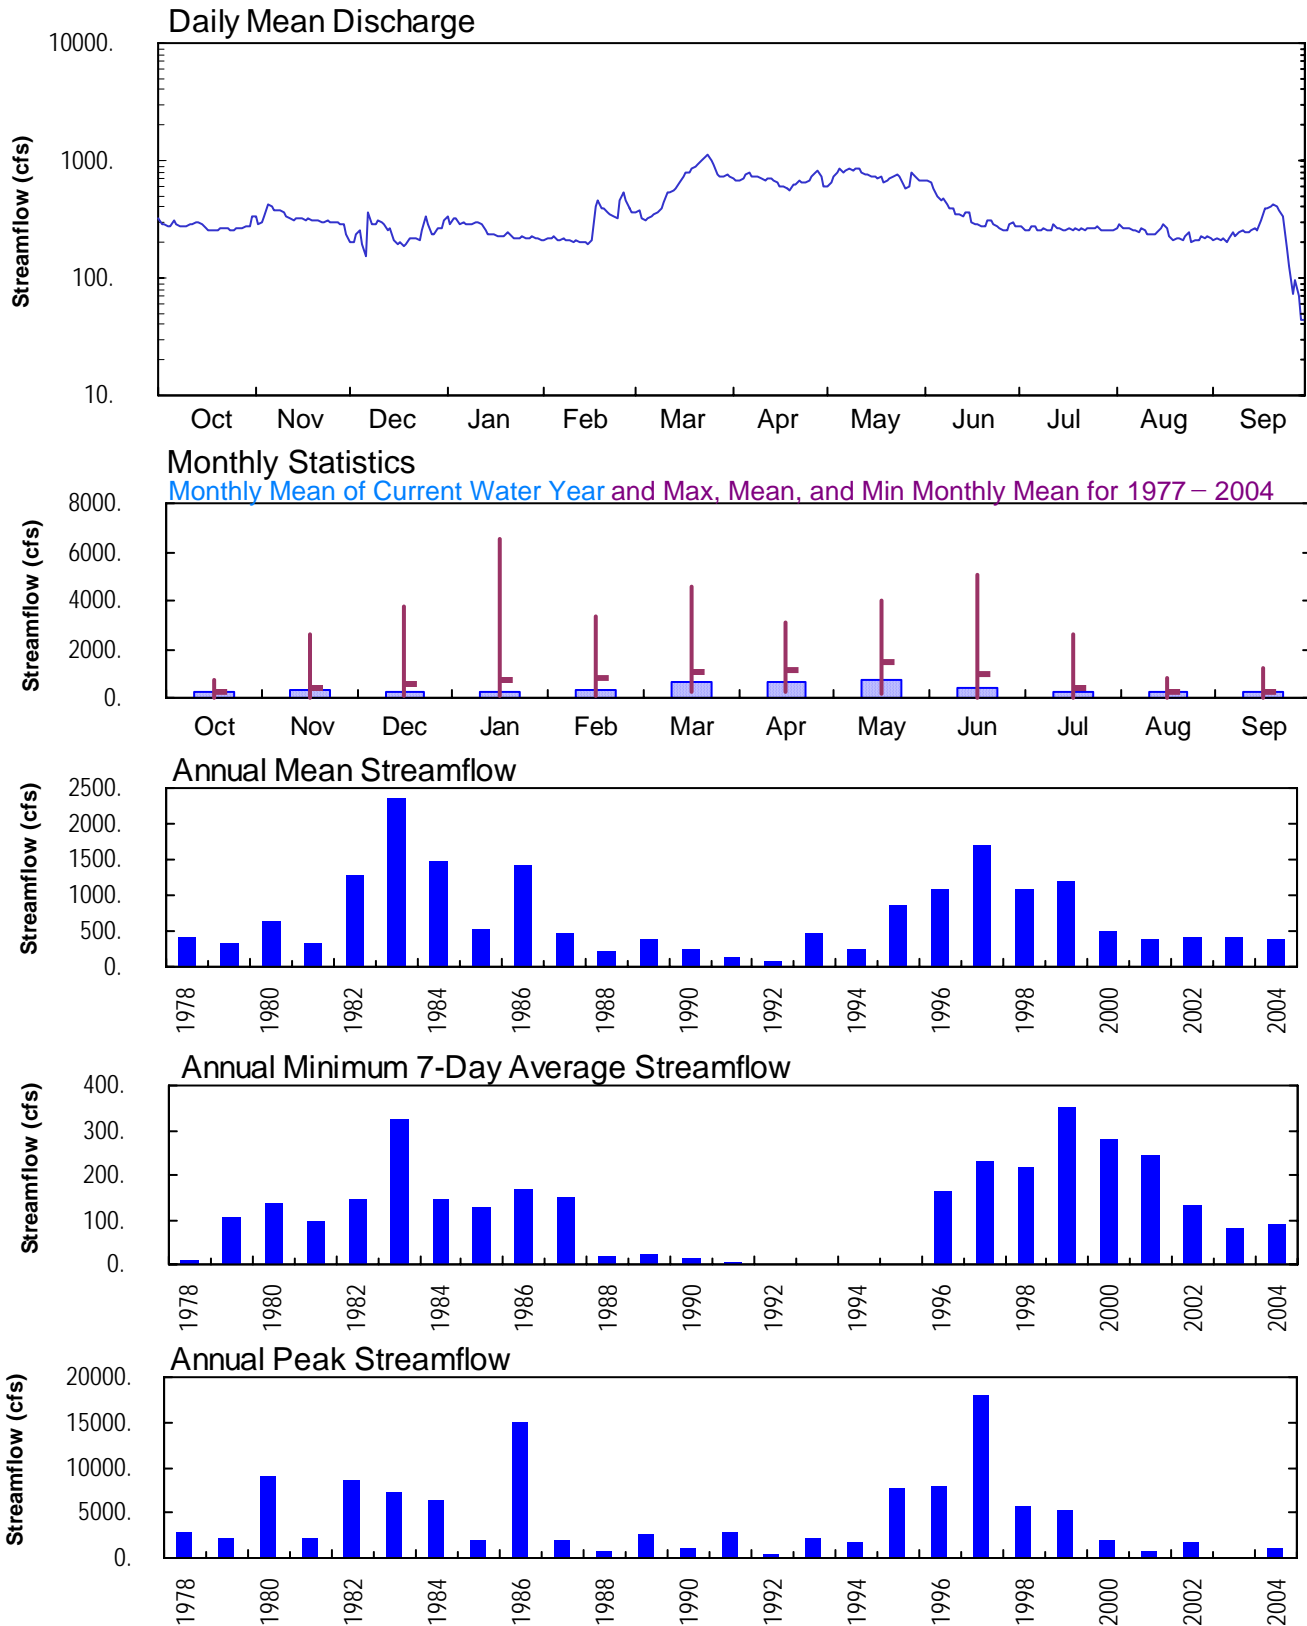 Daily Mean Discharge
10000.
1000.
100.
10.
Streamflow (cfs)
Oct Nov Dec Jan Feb Mar Apr May Jun Jul Aug Sep
Monthly Statistics
Monthly Mean of Current Water Year and Max, Mean, and Min Monthly Mean for 1977 – 2004
8000.
6000.
4000.
2000.
0.
Streamflow (cfs)
Oct Nov Dec Jan Feb Mar Apr May Jun Jul Aug Sep
Annual Mean Streamflow
2500.
2000.
1500.
1000.
500.
0.
Streamflow (cfs)
1978 1980 1982 1984 1986 1988 1990 1992 1994 1996 1998 2000 2002 2004
Annual Minimum 7-Day Average Streamflow
400.
300.
200.
100.
0.
Streamflow (cfs)
1978 1980 1982 1984 1986 1988 1990 1992 1994 1996 1998 2000 2002 2004
Annual Peak Streamflow
20000.
15000.
10000.
5000.
0.
Streamflow (cfs)
1978 1980 1982 1984 1986 1988 1990 1992 1994 1996 1998 2000 2002 2004